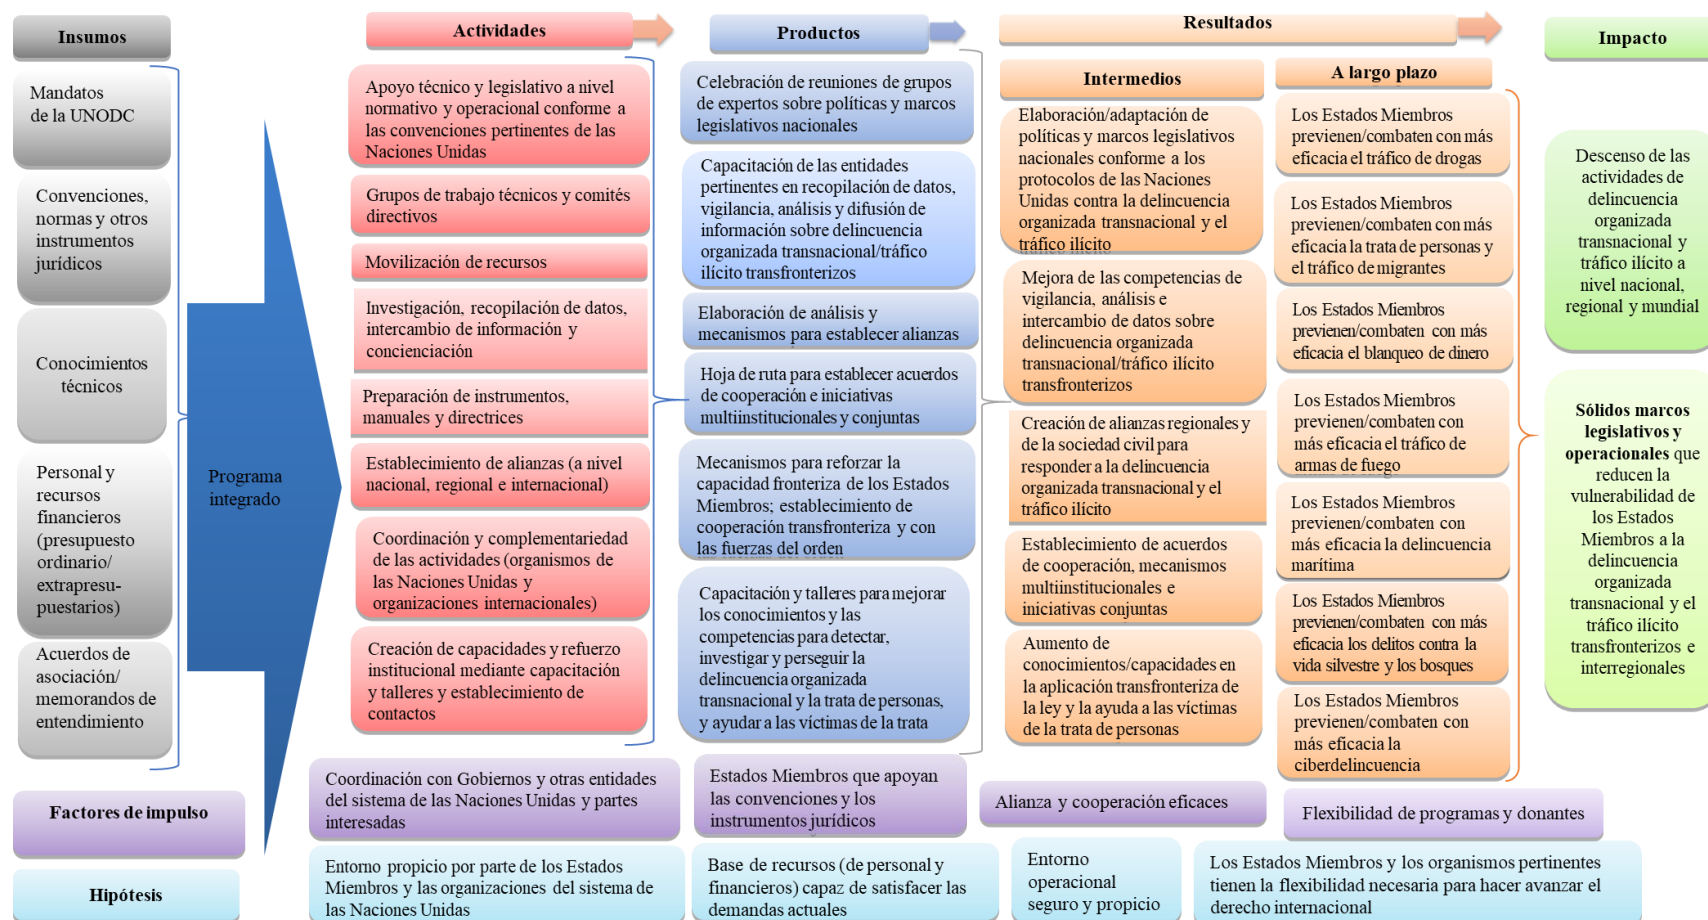 Insumos
Mandatos
de la UNODC
Convenciones,
normas y otros
instrumentos
jurídicos
Conocimientos
técnicos
Personal y
recursos
financieros
(presupuesto
ordinario/
extrapresu-
puestarios)
Acuerdos de
asociación/
memorandos de
entendimiento
Programa
integrado
Actividades
Apoyo técnico y legislativo a nivel
normativo y operacional conforme a
las convenciones pertinentes de las
Naciones Unidas
Grupos de trabajo técnicos y comités
directivos
Movilización de recursos
Investigación, recopilación de datos,
intercambio de información y
concienciación
Preparación de instrumentos,
manuales y directrices
Establecimiento de alianzas (a nivel
nacional, regional e internacional)
Coordinación y complementariedad
de las actividades (organismos de
las Naciones Unidas y
organizaciones internacionales)
Creación de capacidades y refuerzo
institucional mediante capacitación
y talleres y establecimiento de
contactos
Productos
Celebración de reuniones de grupos
de expertos sobre políticas y marcos
legislativos nacionales
Capacitación de las entidades
pertinentes en recopilación de datos,
vigilancia, análisis y difusión de
información sobre delincuencia
organizada transnacional/tráfico
ilícito transfronterizos
Elaboración de análisis y
mecanismos para establecer alianzas
Hoja de ruta para establecer acuerdos
de cooperación e iniciativas
multiinstitucionales y conjuntas
Mecanismos para reforzar la
capacidad fronteriza de los Estados
Miembros; establecimiento de
cooperación transfronteriza y con
las fuerzas del orden
Capacitación y talleres para mejorar
los conocimientos y las
competencias para detectar,
investigar y perseguir la
delincuencia organizada
transnacional y la trata de personas,
y ayudar a las víctimas de la trata
Resultados
Intermedios
Elaboración/adaptación de
políticas y marcos legislativos
nacionales conforme a los
protocolos de las Naciones
Unidas contra la delincuencia
organizada transnacional y el
tráfico ilícito
Mejora de las competencias de
vigilancia, análisis e
intercambio de datos sobre
delincuencia organizada
transnacional/tráfico ilícito
transfronterizos
Creación de alianzas regionales y
de la sociedad civil para
responder a la delincuencia
organizada transnacional y el
tráfico ilícito
Establecimiento de acuerdos
de cooperación, mecanismos
multiinstitucionales e
iniciativas conjuntas
Aumento de
conocimientos/capacidades en
la aplicación transfronteriza de
la ley y la ayuda a las víctimas
de la trata de personas
A largo plazo
Los Estados Miembros
previenen/combaten con más
eficacia el tráfico de drogas
Los Estados Miembros
previenen/combaten con más
eficacia la trata de personas y
el tráfico de migrantes
Los Estados Miembros
previenen/combaten con más
eficacia el blanqueo de dinero
Los Estados Miembros
previenen/combaten con
más eficacia el tráfico de
armas de fuego
Los Estados Miembros
previenen/combaten con
más eficacia la delincuencia
marítima
Los Estados Miembros
previenen/combaten con más
eficacia los delitos contra la
vida silvestre y los bosques
Los Estados Miembros
previenen/combaten con
más eficacia la
ciberdelincuencia
Impacto
Descenso de las
actividades de
delincuencia
organizada
transnacional y
tráfico ilícito a
nivel nacional,
regional y mundial
Sólidos marcos
legislativos y
operacionales que
reducen la
vulnerabilidad de
los Estados
Miembros a la
delincuencia
organizada
transnacional y el
tráfico ilícito
transfronterizos e
interregionales
Factores de impulso
Coordinación con Gobiernos y otras entidades
del sistema de las Naciones Unidas y partes
interesadas
Estados Miembros que apoyan
las convenciones y los
instrumentos jurídicos
Alianza y cooperación eficaces
Flexibilidad de programas y donantes
Hipótesis
Entorno propicio por parte de los Estados
Miembros y las organizaciones del sistema de
las Naciones Unidas
Base de recursos (de personal y
financieros) capaz de satisfacer las
demandas actuales
Entorno
operacional
seguro y propicio
Los Estados Miembros y los organismos pertinentes
tienen la flexibilidad necesaria para hacer avanzar el
derecho internacional